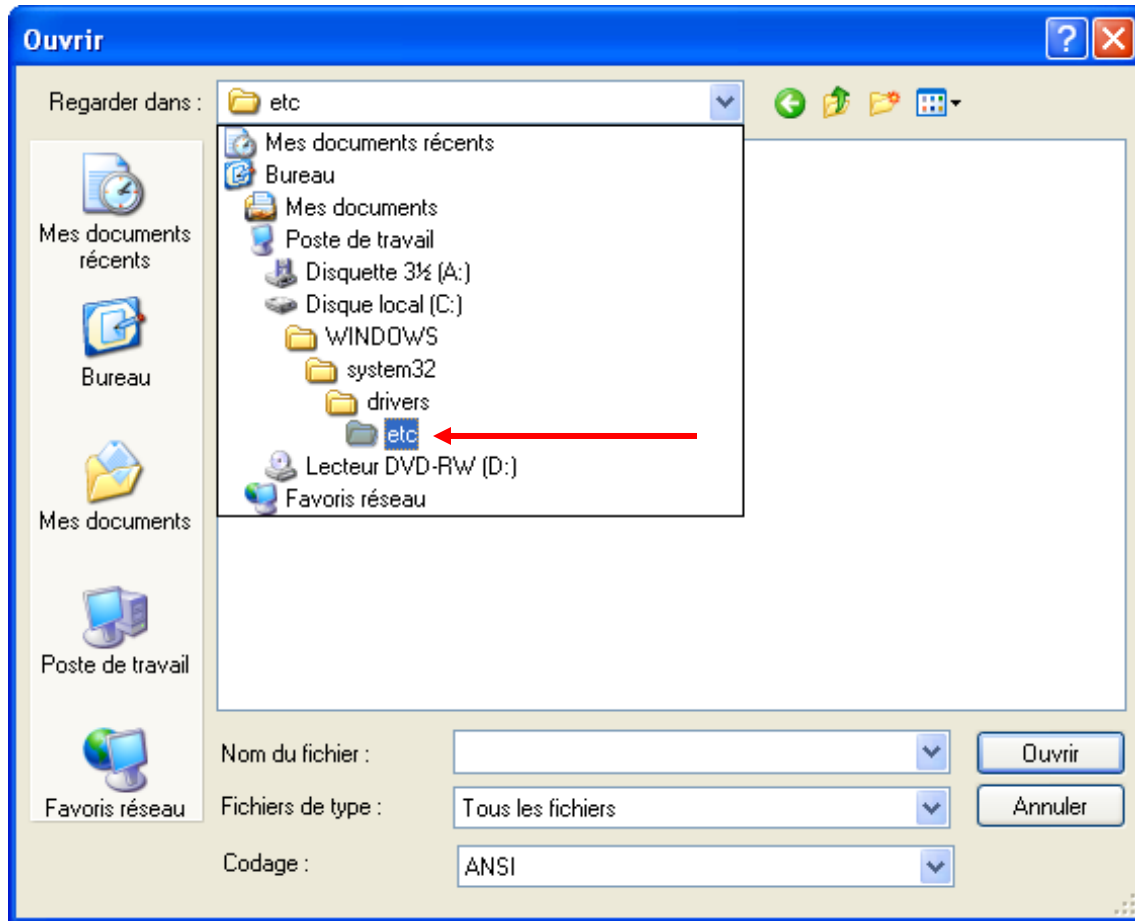 Ouvrir
Regarder dans :
etc
Mes documents récents
Bureau
Mes documents
Poste de travail
Disquette 3½ (A:)
Disque local (C:)
WINDOWS
system32
drivers
etc
Lecteur DVD-RW (D:)
Favoris réseau
Mes documents
récents
Bureau
Mes documents
Poste de travail
Favoris réseau
Nom du fichier :
Ouvrir
Fichiers de type :
Tous les fichiers
Annuler
Codage :
ANSI